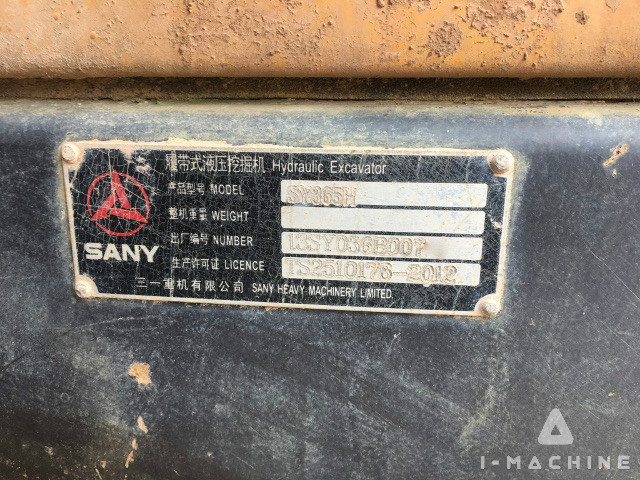 履带式液压挖掘机 Hydraulic Excavator
产品型号 MODEL SY365H
整机重量 WEIGHT
出厂编号 NUMBER 13SY036B007
生产许可证 LICENCE TS2510178-2012
SANY
三一重机有限公司 SANY HEAVY MACHINERY LIMITED.
I-MACHINE